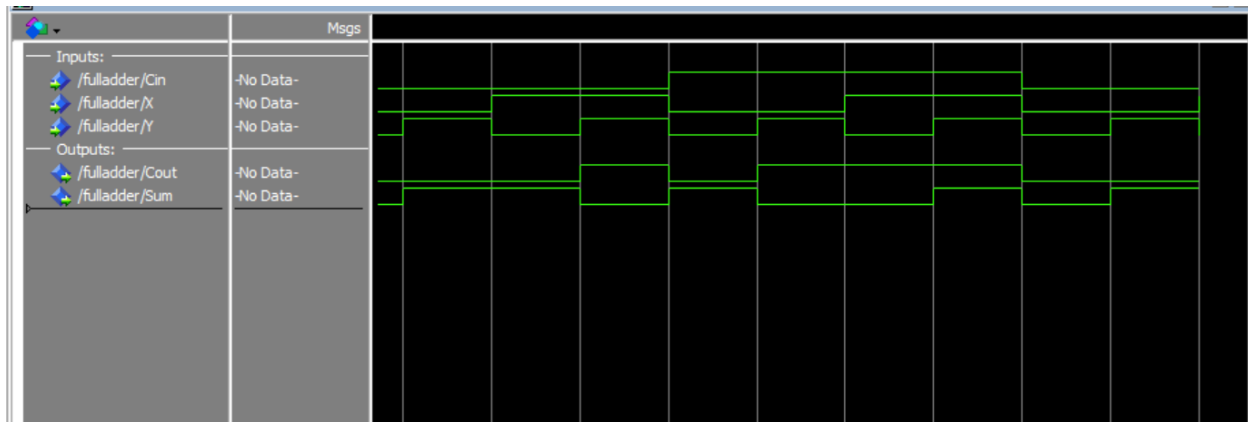 Msgs
Inputs:
/fulladder/Cin -No Data-
/fulladder/X -No Data-
/fulladder/Y -No Data-
Outputs:
/fulladder/Cout -No Data-
/fulladder/Sum -No Data-